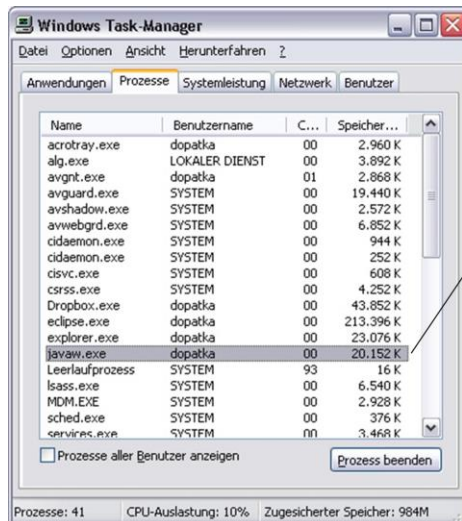 Windows Task-Manager
Datei Optionen Ansicht Herunterfahren ?
Anwendungen Prozesse Systemleistung Netzwerk Benutzer
Name Benutzername C... Speicher...
acrotray.exe dopatka 00 2.960 K
alg.exe LOKALER DIENST 00 3.892 K
avgnt.exe dopatka 01 2.868 K
avguard.exe SYSTEM 00 19.440 K
avshadow.exe SYSTEM 00 2.572 K
avwebgrd.exe SYSTEM 00 6.852 K
cidaemon.exe SYSTEM 00 944 K
cidaemon.exe SYSTEM 00 252 K
cisvc.exe SYSTEM 00 608 K
csrss.exe SYSTEM 00 4.252 K
Dropbox.exe dopatka 00 43.852 K
eclipse.exe dopatka 00 213.396 K
explorer.exe dopatka 00 23.076 K
javaw.exe dopatka 00 20.152 K
Leerlaufprozess SYSTEM 93 16 K
lsass.exe SYSTEM 00 6.540 K
MDM.EXE SYSTEM 00 2.928 K
sched.exe SYSTEM 00 376 K
services.exe SYSTEM 00 3.468 K
Prozesse aller Benutzer anzeigen
Prozess beenden
Prozesse: 41 CPU-Auslastung: 10% Zugesicherter Speicher: 984M